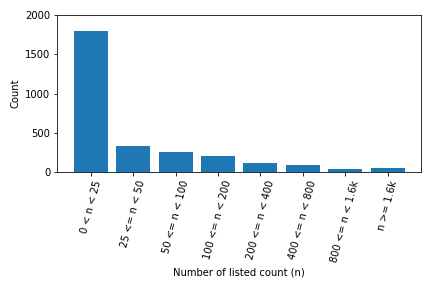 2000
1500
1000
500
0
Count
0 < n < 25
25 <= n < 50
50 <= n < 100
100 <= n < 200
200 <= n < 400
400 <= n < 800
800 <= n < 1.6k
n >= 1.6k
Number of listed count (n)